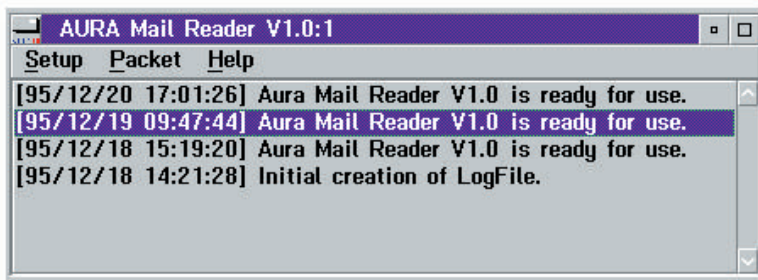 AURA Mail Reader V1.0:1
Setup Packet Help
[95/12/20 17:01:26] Aura Mail Reader V1.0 is ready for use.
[95/12/19 09:47:44] Aura Mail Reader V1.0 is ready for use.
[95/12/18 15:19:20] Aura Mail Reader V1.0 is ready for use.
[95/12/18 14:21:28] Initial creation of LogFile.